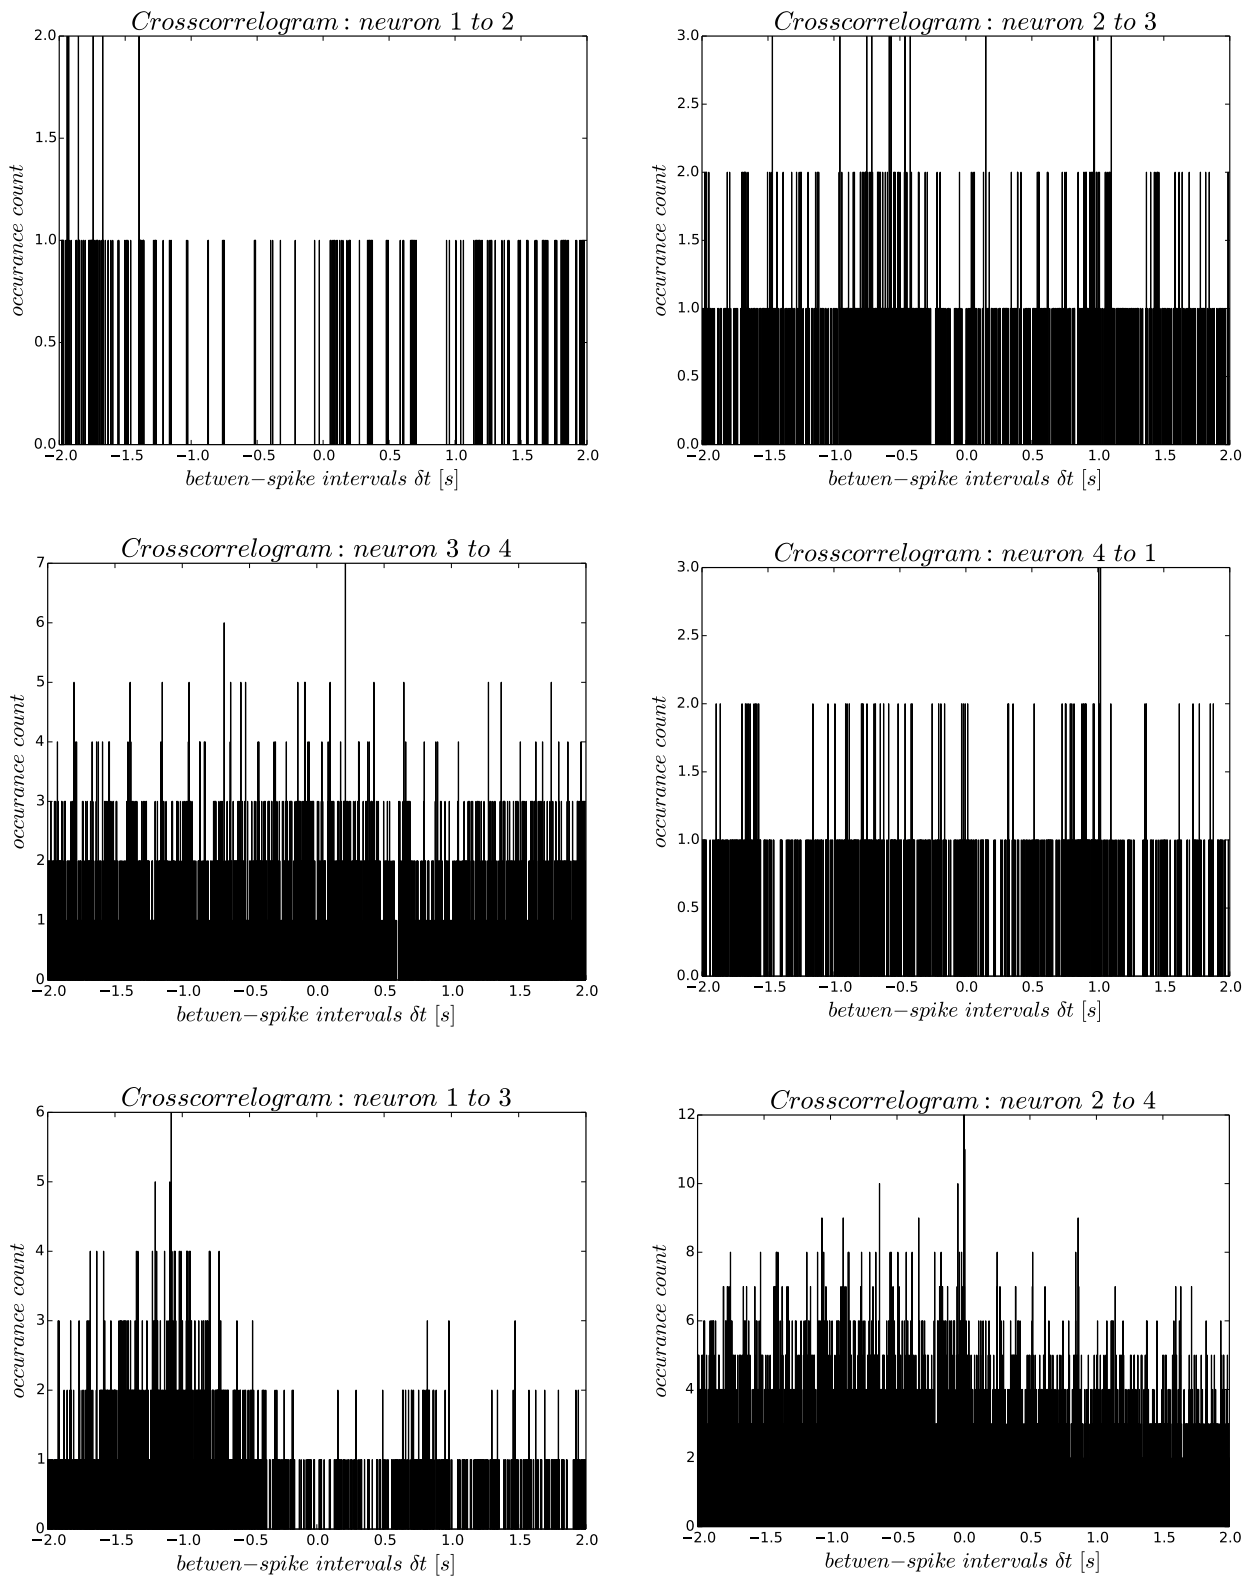 Crosscorrelogram: neuron 1 to 2
2.0
1.5
1.0
0.5
0.0
occurance count
−2.0 −1.5 −1.0 −0.5 0.0 0.5 1.0 1.5 2.0
betwen−spike intervals δt [s]
Crosscorrelogram: neuron 2 to 3
3.0
2.5
2.0
1.5
1.0
0.5
0.0
occurance count
−2.0 −1.5 −1.0 −0.5 0.0 0.5 1.0 1.5 2.0
betwen−spike intervals δt [s]
Crosscorrelogram: neuron 3 to 4
7
6
5
4
3
2
1
0
occurance count
−2.0 −1.5 −1.0 −0.5 0.0 0.5 1.0 1.5 2.0
betwen−spike intervals δt [s]
Crosscorrelogram: neuron 4 to 1
3.0
2.5
2.0
1.5
1.0
0.5
0.0
occurance count
−2.0 −1.5 −1.0 −0.5 0.0 0.5 1.0 1.5 2.0
betwen−spike intervals δt [s]
Crosscorrelogram: neuron 1 to 3
6
5
4
3
2
1
0
occurance count
−2.0 −1.5 −1.0 −0.5 0.0 0.5 1.0 1.5 2.0
betwen−spike intervals δt [s]
Crosscorrelogram: neuron 2 to 4
12
10
8
6
4
2
0
occurance count
−2.0 −1.5 −1.0 −0.5 0.0 0.5 1.0 1.5 2.0
betwen−spike intervals δt [s]